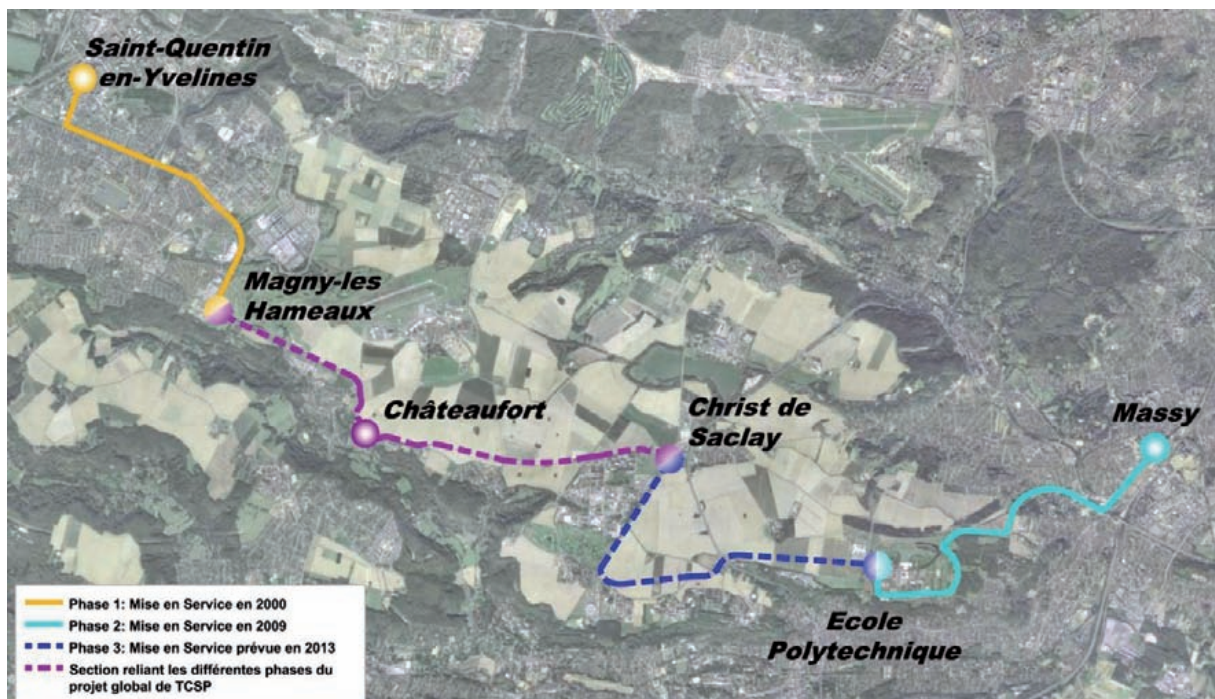 Saint-Quentin
en-Yvelines
Magny-les
Hameaux
Châteaufort
Christ de
Saclay
Massy
Ecole
Polytechnique
Phase 1: Mise en Service en 2000
Phase 2: Mise en Service en 2009
Phase 3: Mise en Service prévue en 2013
Section reliant les différentes phases du
projet global de TCSP